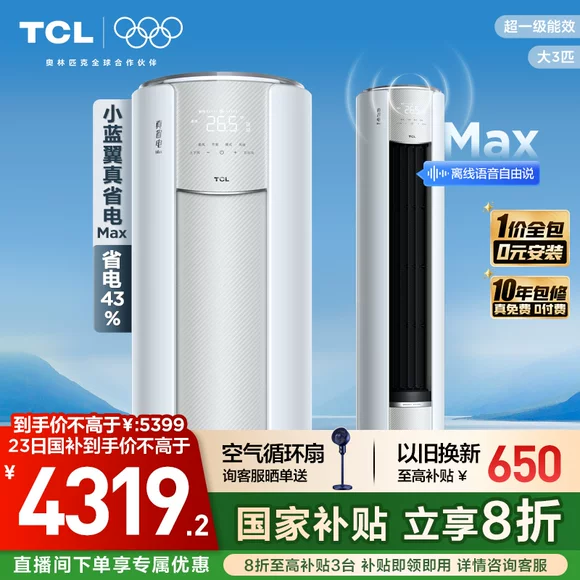 TCL
奥林匹克全球合作伙伴
超一级能效
大3匹
小蓝翼真省电
Max
省电
43
%
真省电
26.5
TCL
Max
离线语音自由说
1价全包
0元安装
10年包修
真免费 0付费
到手价不高于¥:5399
23日国补到手价不高于
¥4319.2
空气循环扇
询客服晒单送
以旧换新
至高补贴¥
650
国家补贴 立享8折
直播间下单享专属优惠
8折至高补贴3台 补贴即领即用 详情咨询客服